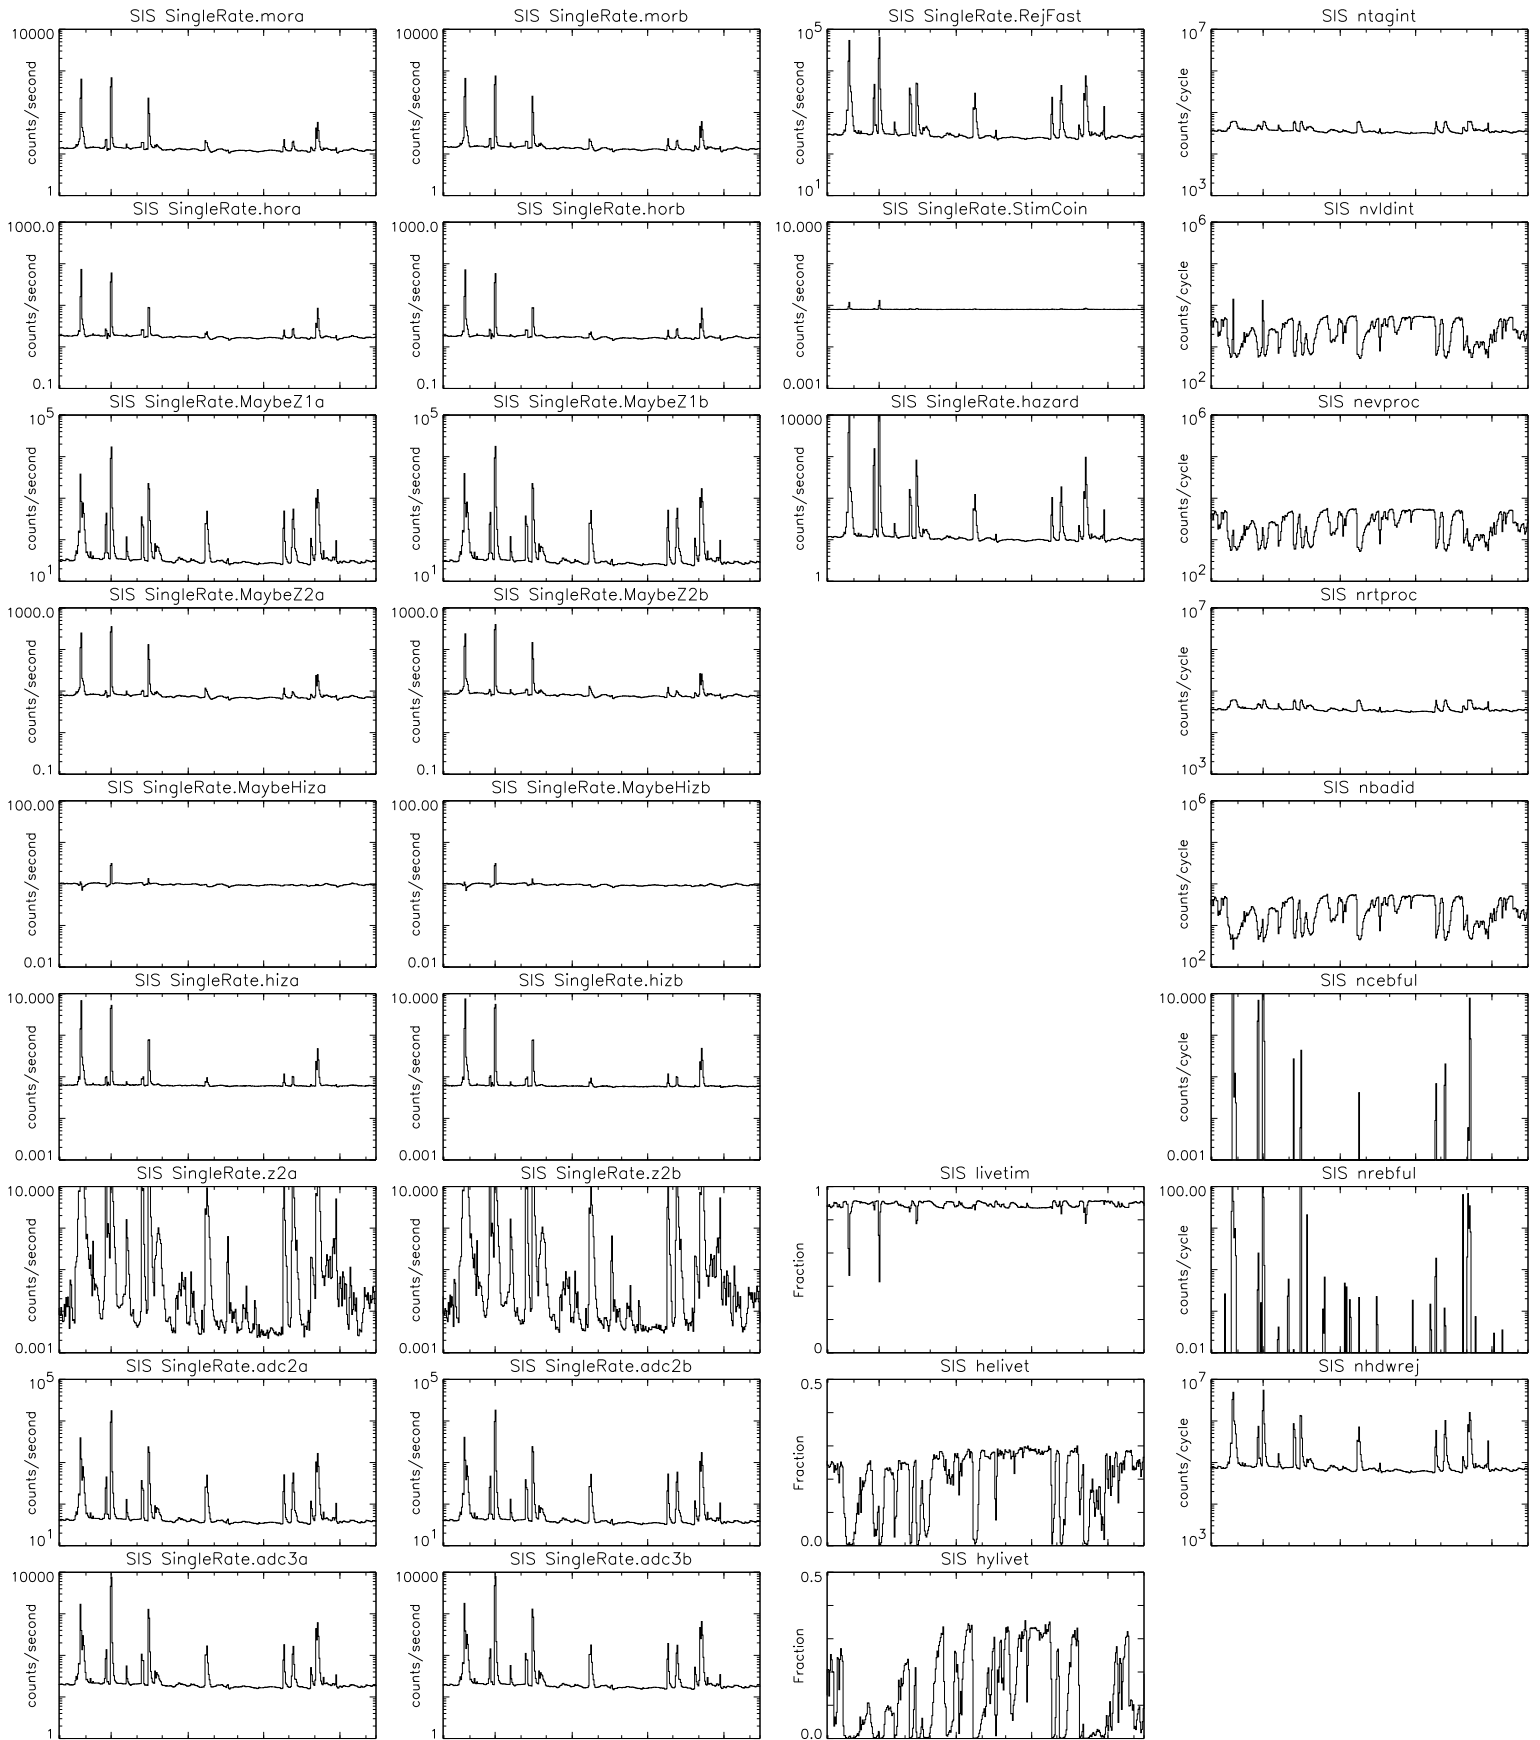 SIS SingleRate.mora
10000
counts/second
1
SIS SingleRate.morb
10000
counts/second
1
SIS SingleRate.RejFast
10^5
counts/second
10^1
SIS ntagint
10^7
counts/cycle
10^3
SIS SingleRate.hora
1000.0
counts/second
0.1
SIS SingleRate.horb
1000.0
counts/second
0.1
SIS SingleRate.StimCoin
10.000
counts/second
0.001
SIS nvldint
10^6
counts/cycle
10^2
SIS SingleRate.MaybeZ1a
10^5
counts/second
10^1
SIS SingleRate.MaybeZ1b
10^5
counts/second
10^1
SIS SingleRate.hazard
10000
counts/second
1
SIS nevproc
10^6
counts/cycle
10^2
SIS SingleRate.MaybeZ2a
1000.0
counts/second
0.1
SIS SingleRate.MaybeZ2b
1000.0
counts/second
0.1
SIS nrtproc
10^7
counts/cycle
10^3
SIS SingleRate.MaybeHiza
100.00
counts/second
0.01
SIS SingleRate.MaybeHizb
100.00
counts/second
0.01
SIS nbadid
10^6
counts/cycle
10^2
SIS SingleRate.hiza
10.000
counts/second
0.001
SIS SingleRate.hizb
10.000
counts/second
0.001
SIS ncebful
10.000
counts/cycle
0.001
SIS SingleRate.z2a
10.000
counts/second
0.001
SIS SingleRate.z2b
10.000
counts/second
0.001
SIS livetim
1
Fraction
0
SIS nrebful
100.00
counts/cycle
0.01
SIS SingleRate.adc2a
10^5
counts/second
10^1
SIS SingleRate.adc2b
10^5
counts/second
10^1
SIS helivet
0.5
Fraction
0.0
SIS nhdwrej
10^7
counts/cycle
10^3
SIS SingleRate.adc3a
10000
counts/second
1
SIS SingleRate.adc3b
10000
counts/second
1
SIS hylivet
0.5
Fraction
0.0